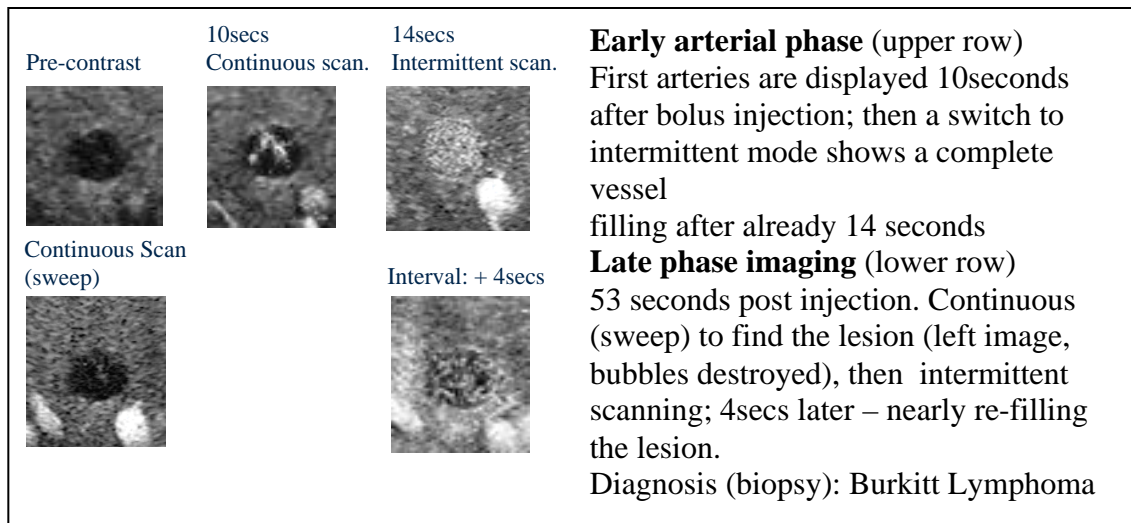 Pre-contrast
10secs
Continuous scan.
14secs
Intermittent scan.
Continuous Scan
(sweep)
Interval: + 4secs
Early arterial phase (upper row)
First arteries are displayed 10seconds
after bolus injection; then a switch to
intermittent mode shows a complete
vessel
filling after already 14 seconds
Late phase imaging (lower row)
53 seconds post injection. Continuous
(sweep) to find the lesion (left image,
bubbles destroyed), then  intermittent
scanning; 4secs later – nearly re-filling
the lesion.
Diagnosis (biopsy): Burkitt Lymphoma